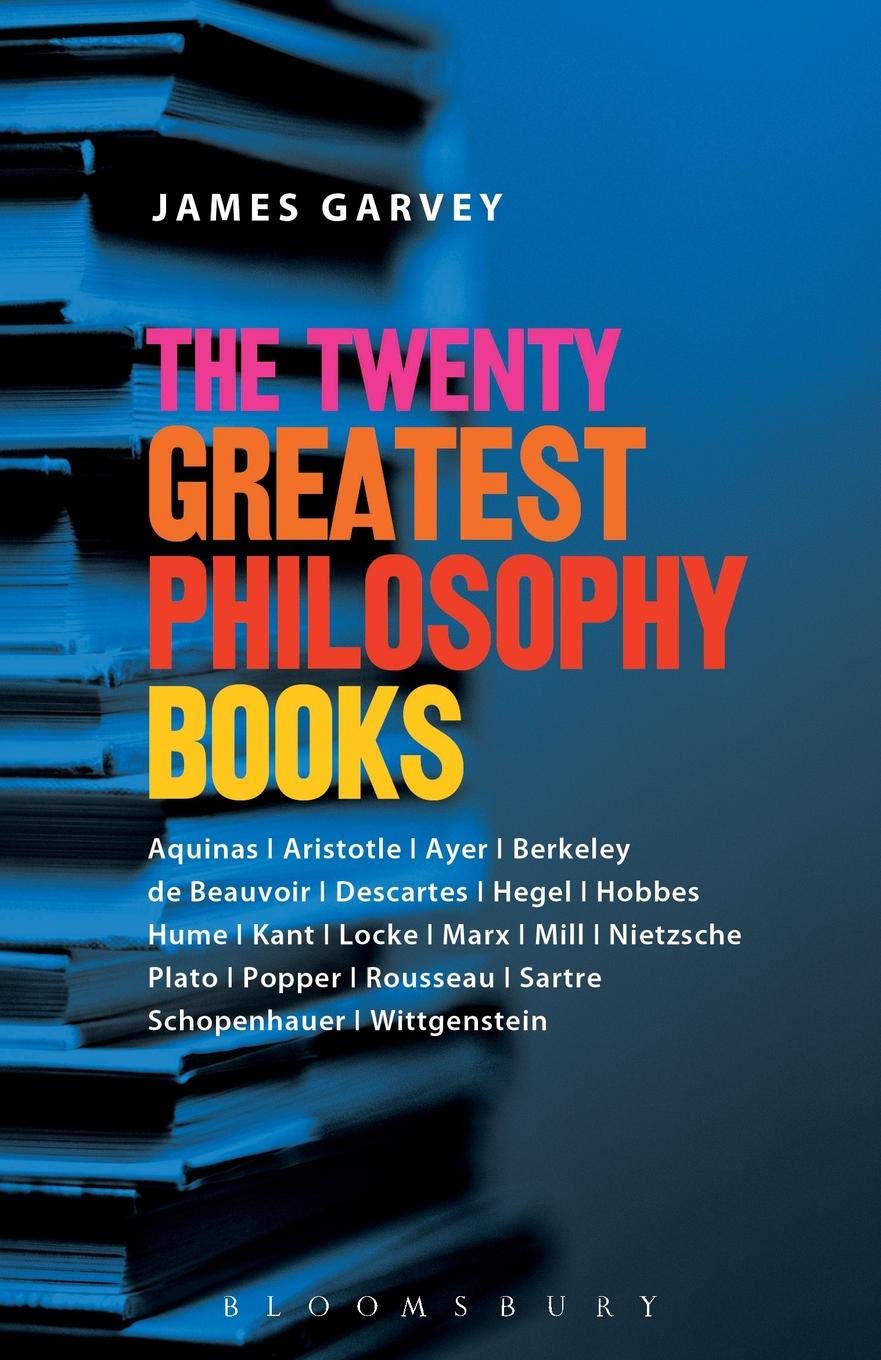 JAMES GARVEY
THE TWENTY
GREATEST
PHILOSOPHY
BOOKS
Aquinas | Aristotle | Ayer | Berkeley
de Beauvoir | Descartes | Hegel | Hobbes
Hume | Kant | Locke | Marx | Mill | Nietzsche
Plato | Popper | Rousseau | Sartre
Schopenhauer | Wittgenstein
BLOOMSBURY